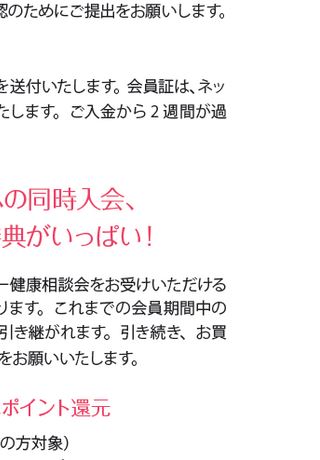 認のためにご提出をお願いします。
を送付いたします。会員証は、ネッ
たします。ご入金から2週間が過
の同時入会、
典がいっぱい!
ー健康相談会をお受けいただける
ります。これまでの会員期間中の
引き継がれます。引き続き、お買
をお願いいたします。
ポイント還元
の方対象)